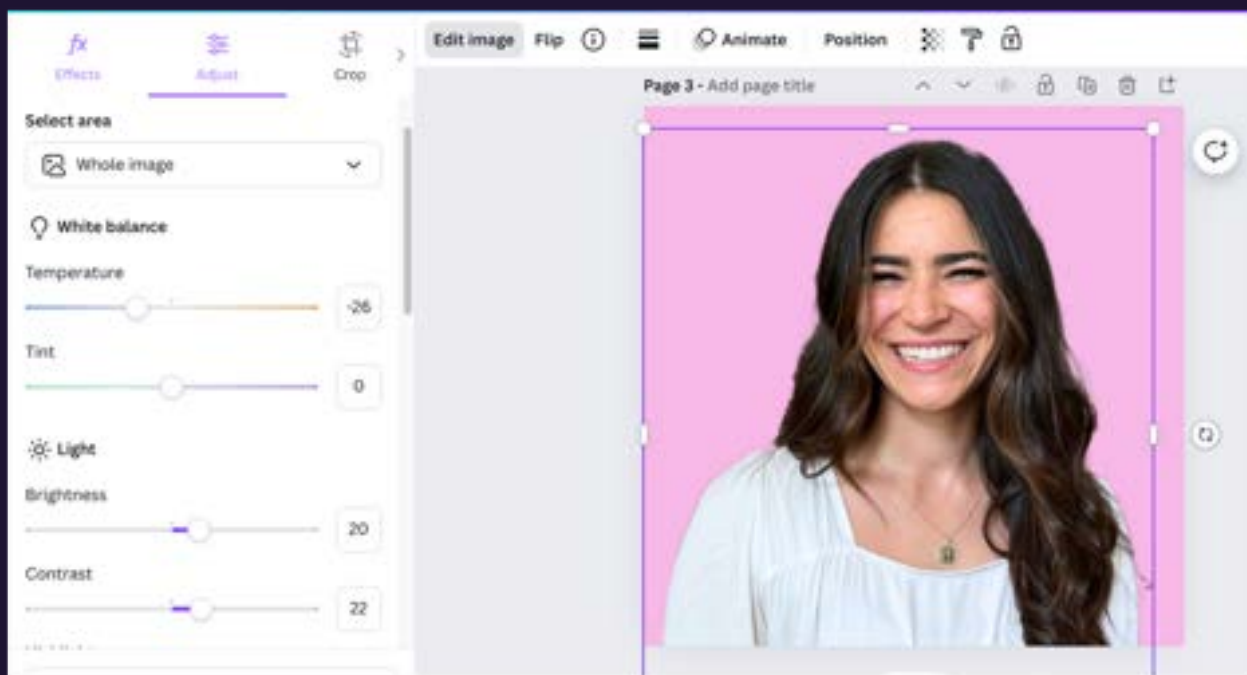 fx
Effects
Adjust
Crop
Edit image Flip Animate Position
Page 3 - Add page title
Select area
Whole image
White balance
Temperature
-26
Tint
0
Light
Brightness
20
Contrast
22